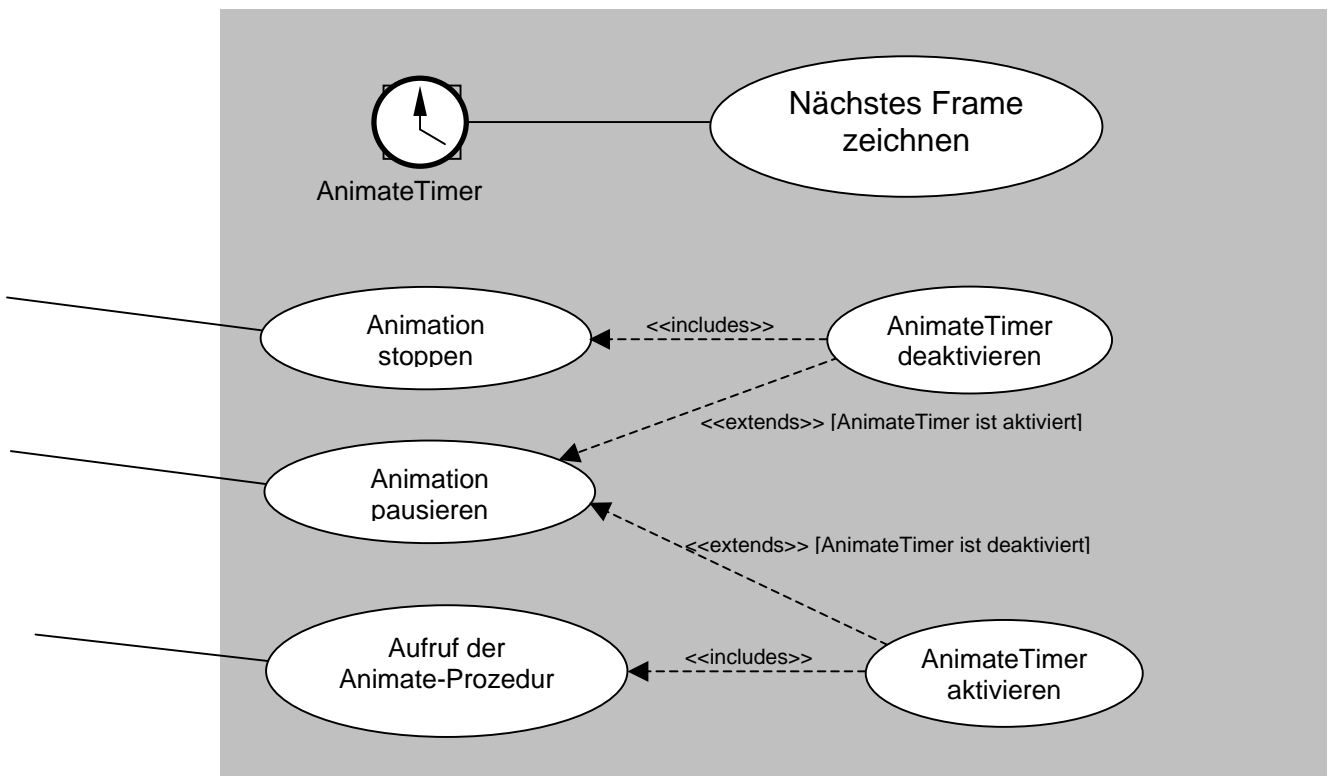 Nächstes Frame
zeichnen
AnimateTimer
Animation
stoppen
<<includes>>
AnimateTimer
deaktivieren
<<extends>> [AnimateTimer ist aktiviert]
Animation
pausieren
<<extends>> [AnimateTimer ist deaktiviert]
Aufruf der
Animate-Prozedur
<<includes>>
AnimateTimer
aktivieren